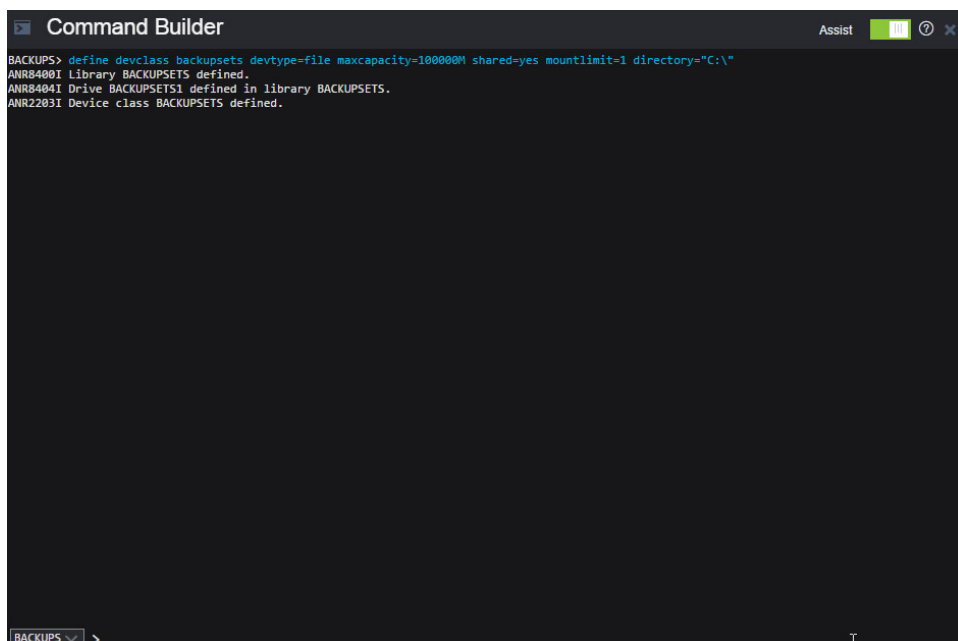 Command Builder
Assist
BACKUPS> define devclass backupsets devtype=file maxcapacity=100000M shared=yes mountlimit=1 directory="C:\"
ANR8400I Library BACKUPSETS defined.
ANR8404I Drive BACKUPSETS1 defined in library BACKUPSETS.
ANR2203I Device class BACKUPSETS defined.
BACKUPS >